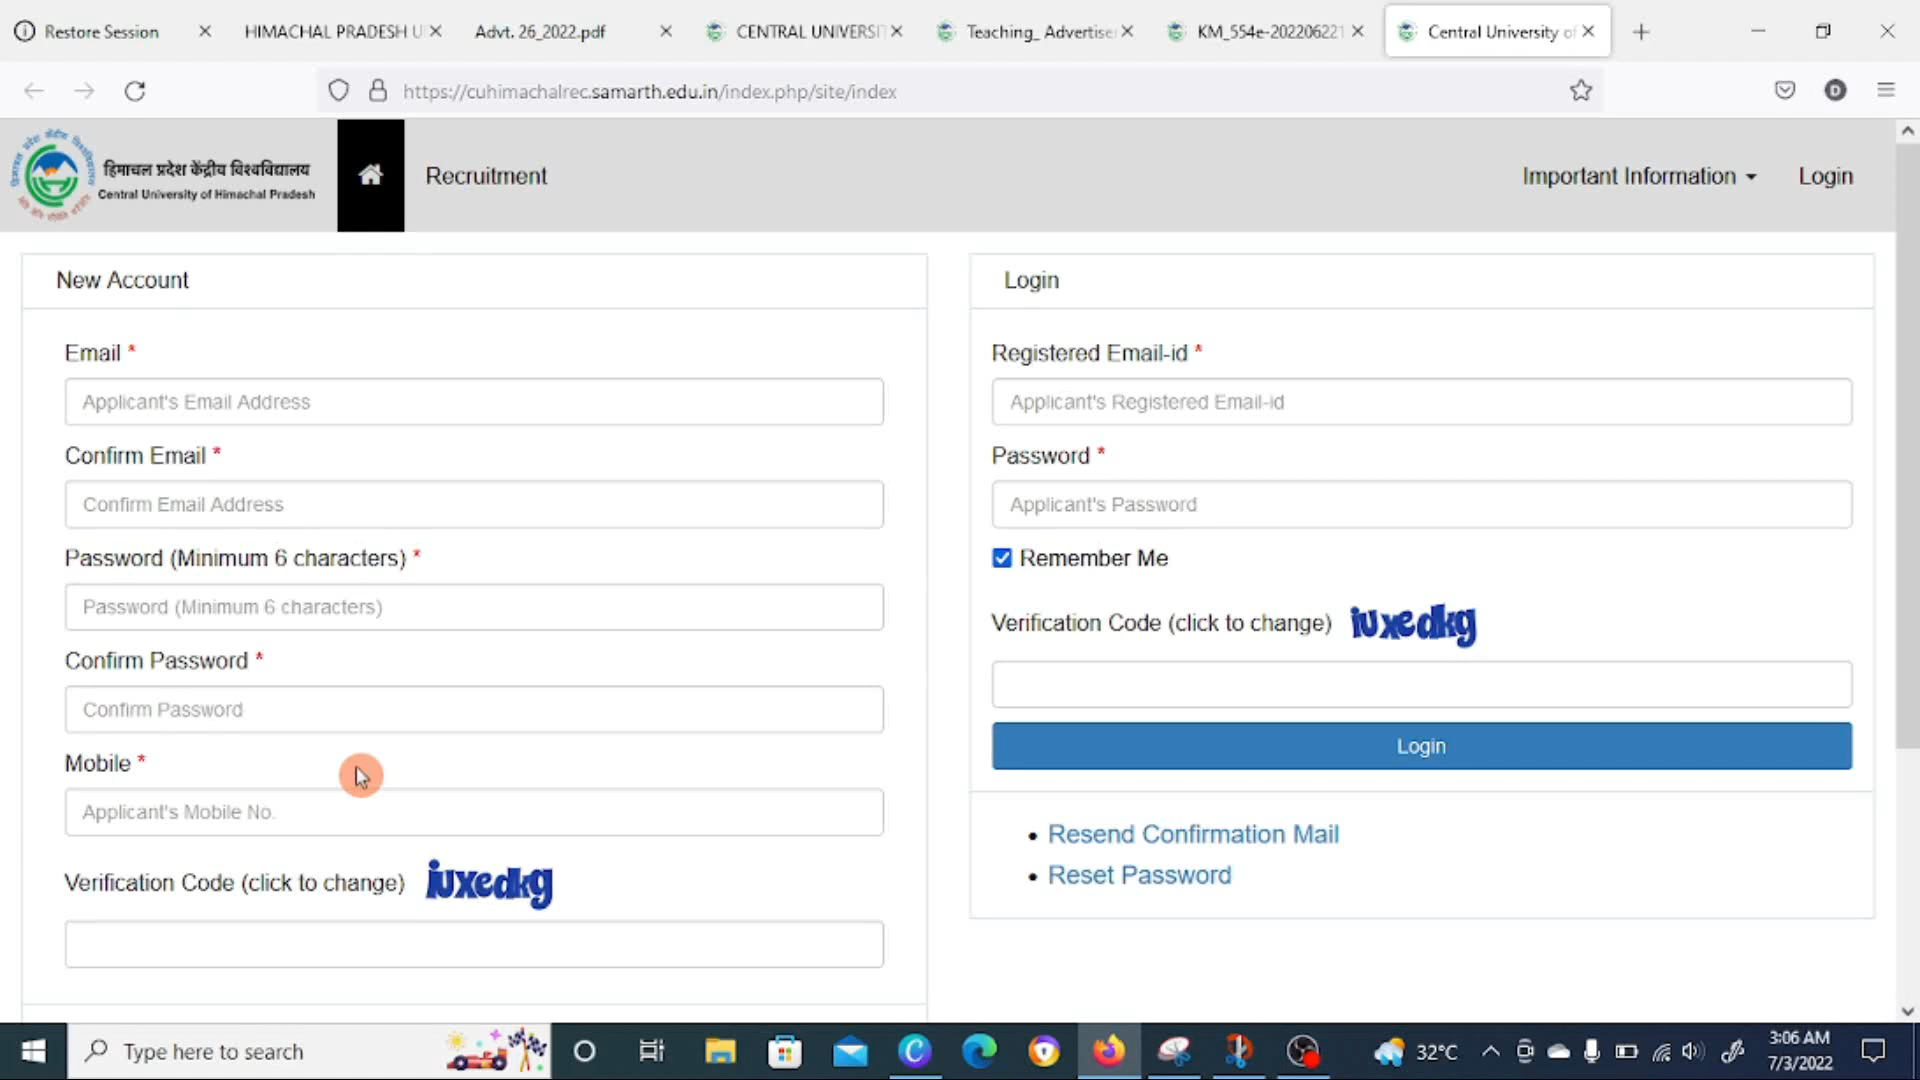 Restore Session
HIMACHAL PRADESH U
Advt. 26_2022.pdf
CENTRAL UNIVERSIT
Teaching_ Advertise
KM_554e-202206221
Central University of
https://cuhimachalrec.samarth.edu.in/index.php/site/index
D
हिमाचल प्रदेश केंद्रीय विश्वविद्यालय
Central University of Himachal Pradesh
Recruitment
Important Information
Login
New Account
Email *
Applicant's Email Address
Confirm Email *
Confirm Email Address
Password (Minimum 6 characters) *
Password (Minimum 6 characters)
Confirm Password *
Confirm Password
Mobile *
Applicant's Mobile No.
Verification Code (click to change) iuxedkg
Login
Registered Email-id *
Applicant's Registered Email-id
Password *
Applicant's Password
Remember Me
Verification Code (click to change) iuxedkg
Login
Resend Confirmation Mail
Reset Password
Type here to search
32°C
3:06 AM
7/3/2022